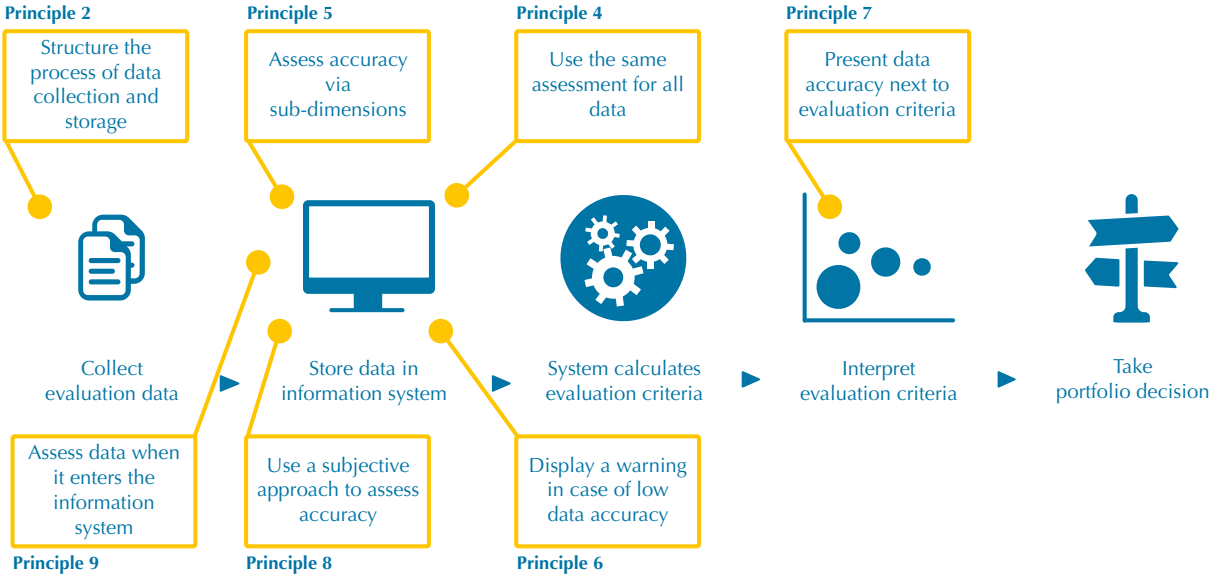 Principle 2
Structure the
process of data
collection and
storage
Principle 5
Assess accuracy
via
sub-dimensions
Principle 4
Use the same
assessment for all
data
Principle 7
Present data
accuracy next to
evaluation criteria
Collect
evaluation data
Store data in
information system
System calculates
evaluation criteria
Interpret
evaluation criteria
Take
portfolio decision
Assess data when
it enters the
information
system
Principle 9
Use a subjective
approach to assess
accuracy
Principle 8
Display a warning
in case of low
data accuracy
Principle 6